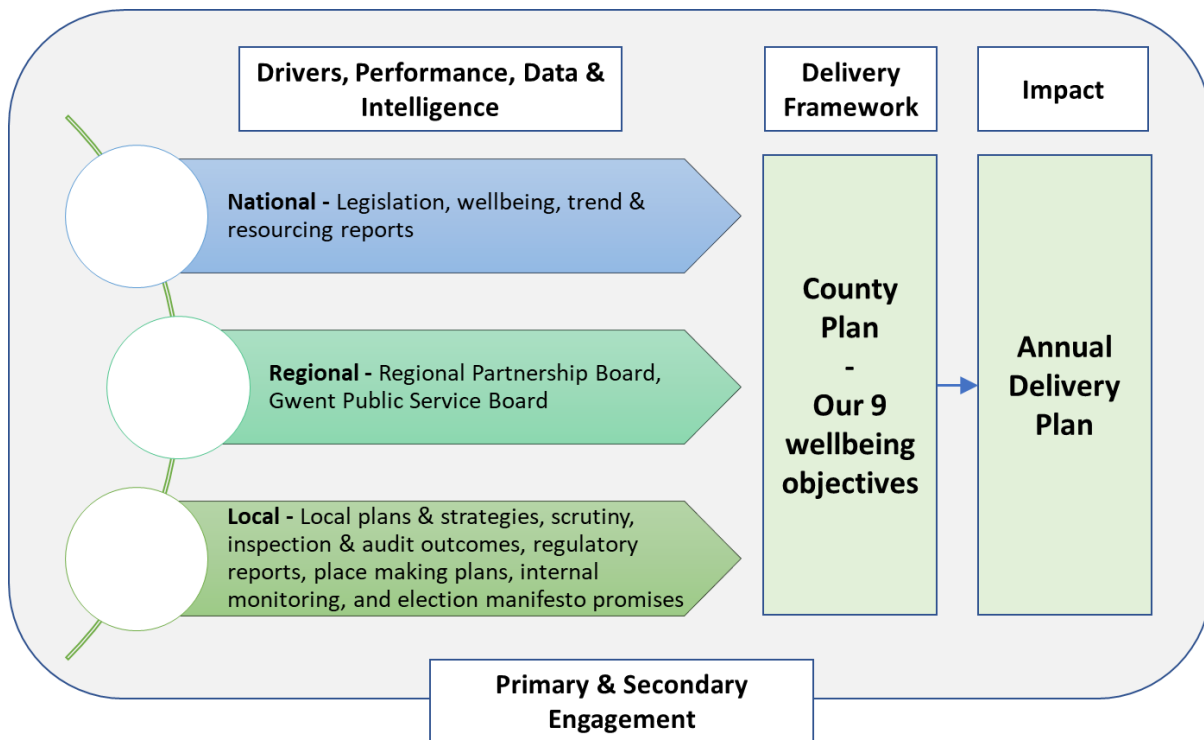 Drivers, Performance, Data &
Intelligence
Delivery
Framework
Impact
National - Legislation, wellbeing, trend &
resourcing reports
Regional - Regional Partnership Board,
Gwent Public Service Board
Local - Local plans & strategies, scrutiny,
inspection & audit outcomes, regulatory
reports, place making plans, internal
monitoring, and election manifesto promises
County
Plan
-
Our 9
wellbeing
objectives
Annual
Delivery
Plan
Primary & Secondary
Engagement